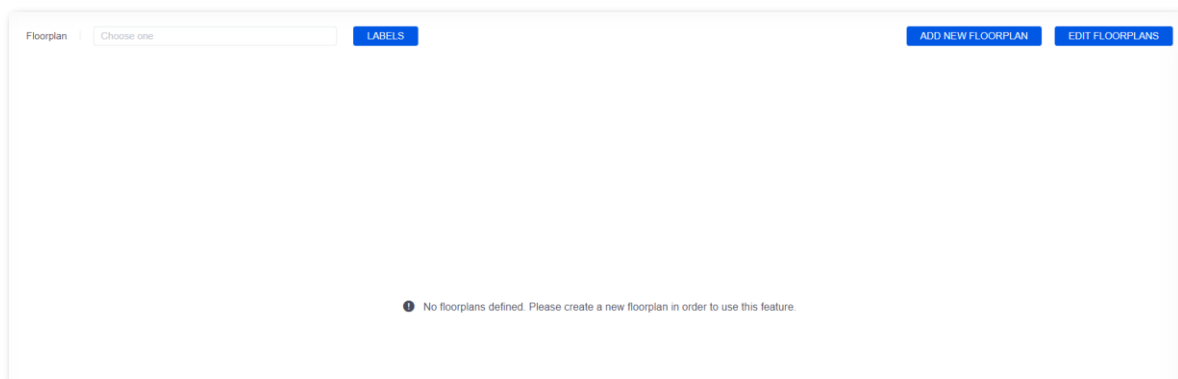 Floorplan
Choose one
LABELS
ADD NEW FLOORPLAN
EDIT FLOORPLANS
No floorplans defined. Please create a new floorplan in order to use this feature.